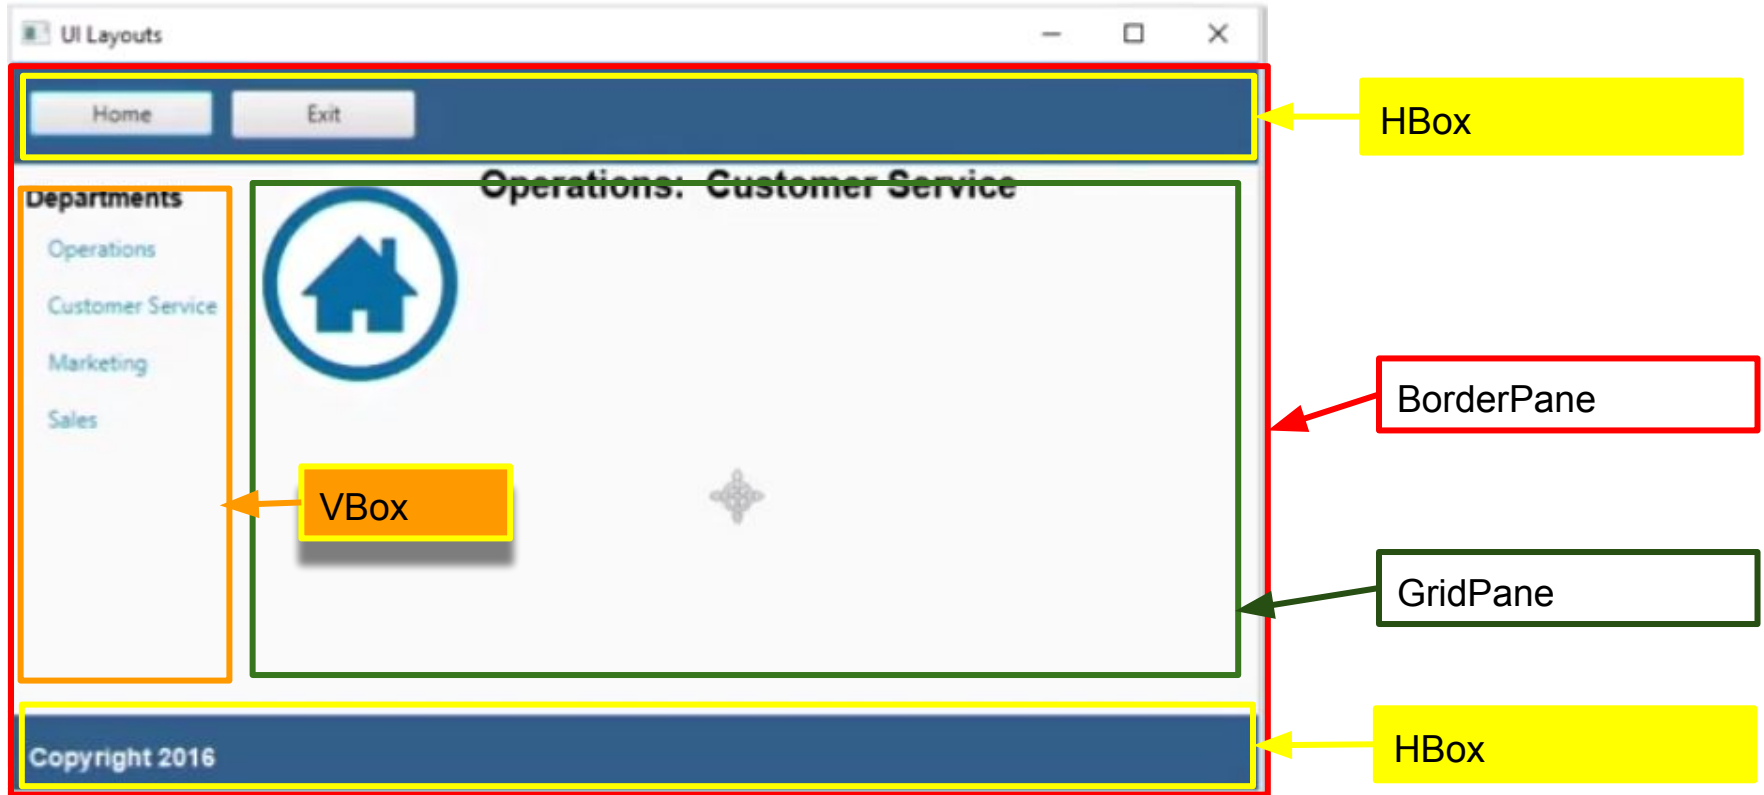 UI Layouts
Home Exit
HBox
Operations: Customer Service
Departments
Operations
Customer Service
Marketing
Sales
BorderPane
VBox
GridPane
Copyright 2016
HBox